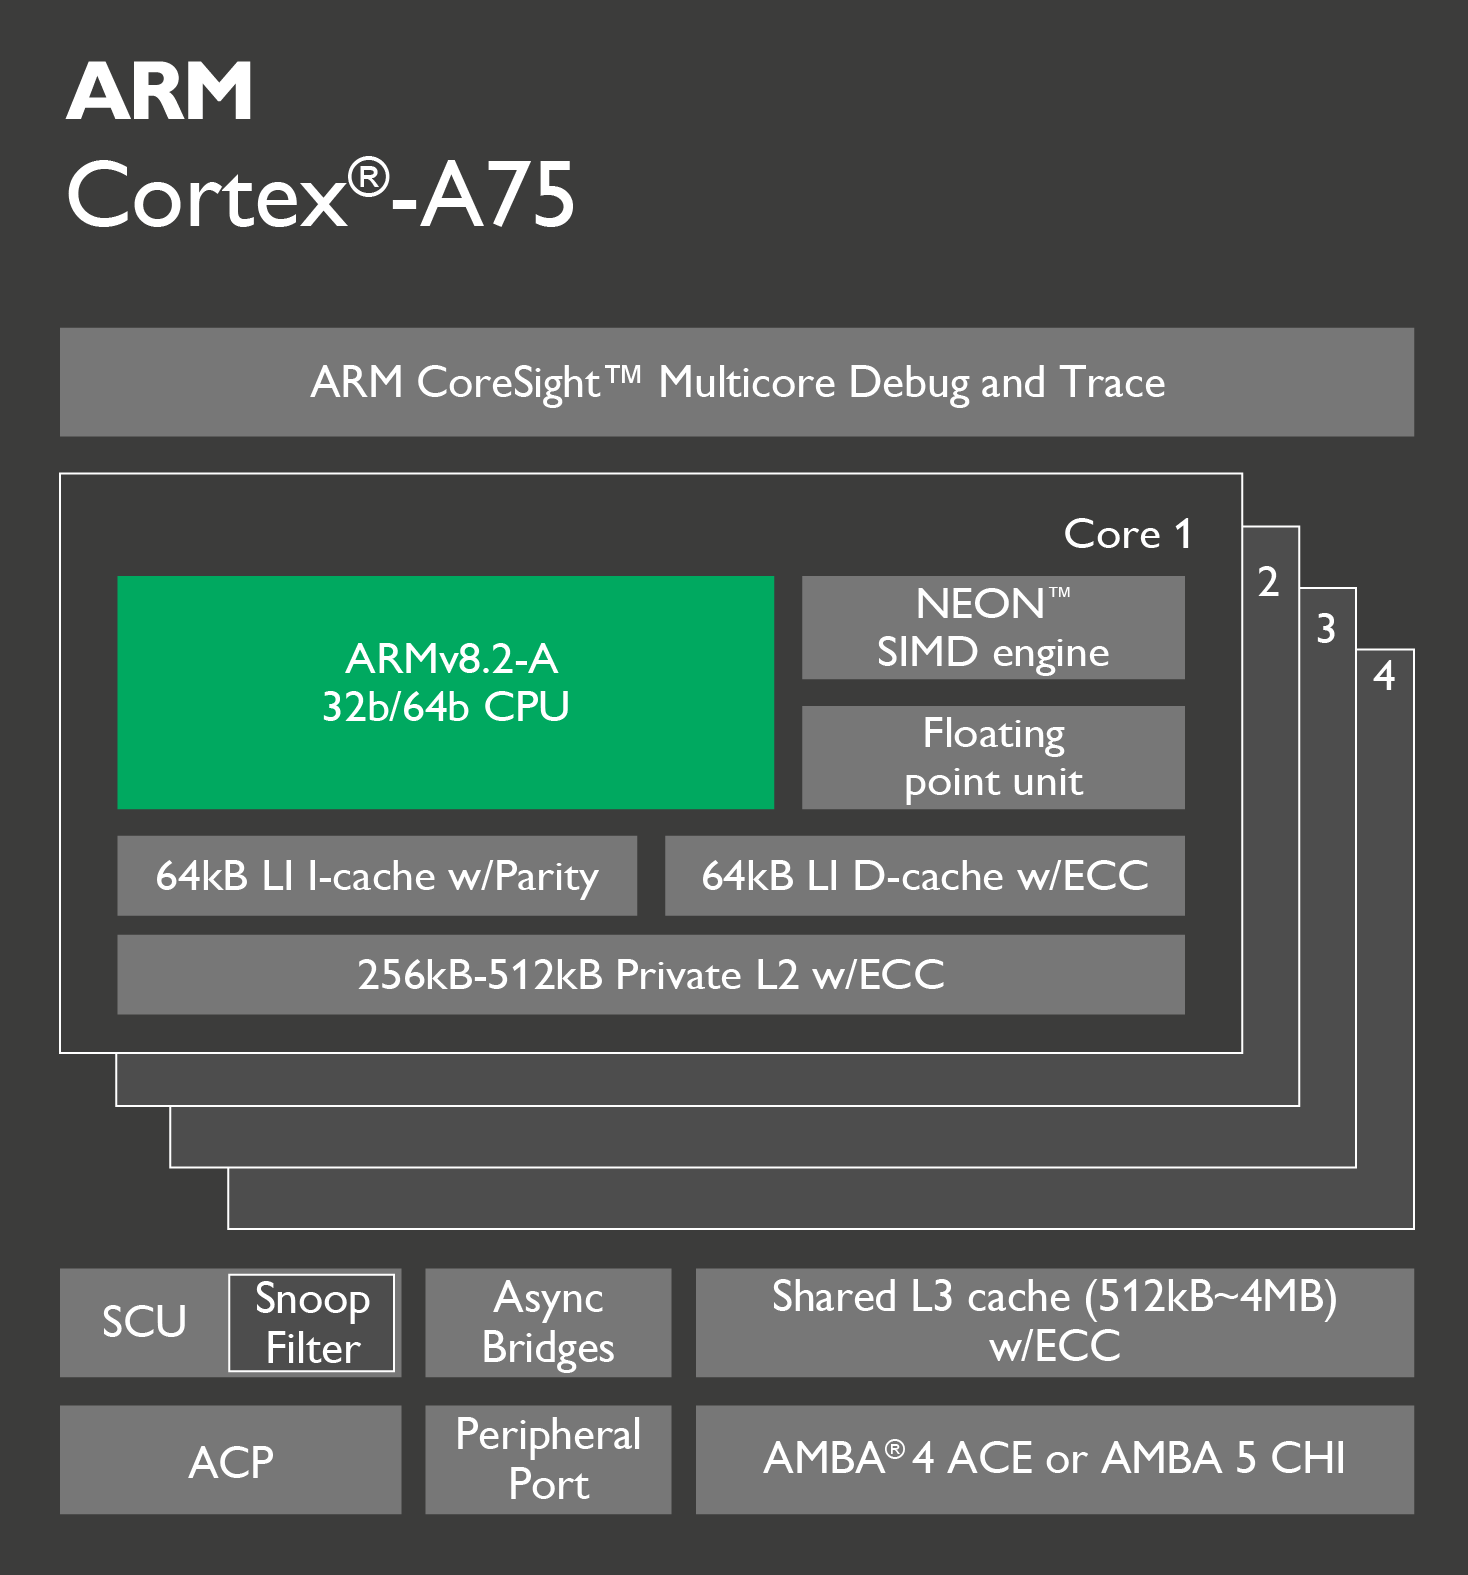 ARM
Cortex®-A75
ARM CoreSight™ Multicore Debug and Trace
Core 1
2
3
4
ARMv8.2-A
32b/64b CPU
NEON™
SIMD engine
Floating
point unit
64kB LI I-cache w/Parity
64kB LI D-cache w/ECC
256kB-512kB Private L2 w/ECC
SCU
Snoop
Filter
Async
Bridges
Shared L3 cache (512kB~4MB)
w/ECC
ACP
Peripheral
Port
AMBA® 4 ACE or AMBA 5 CHI